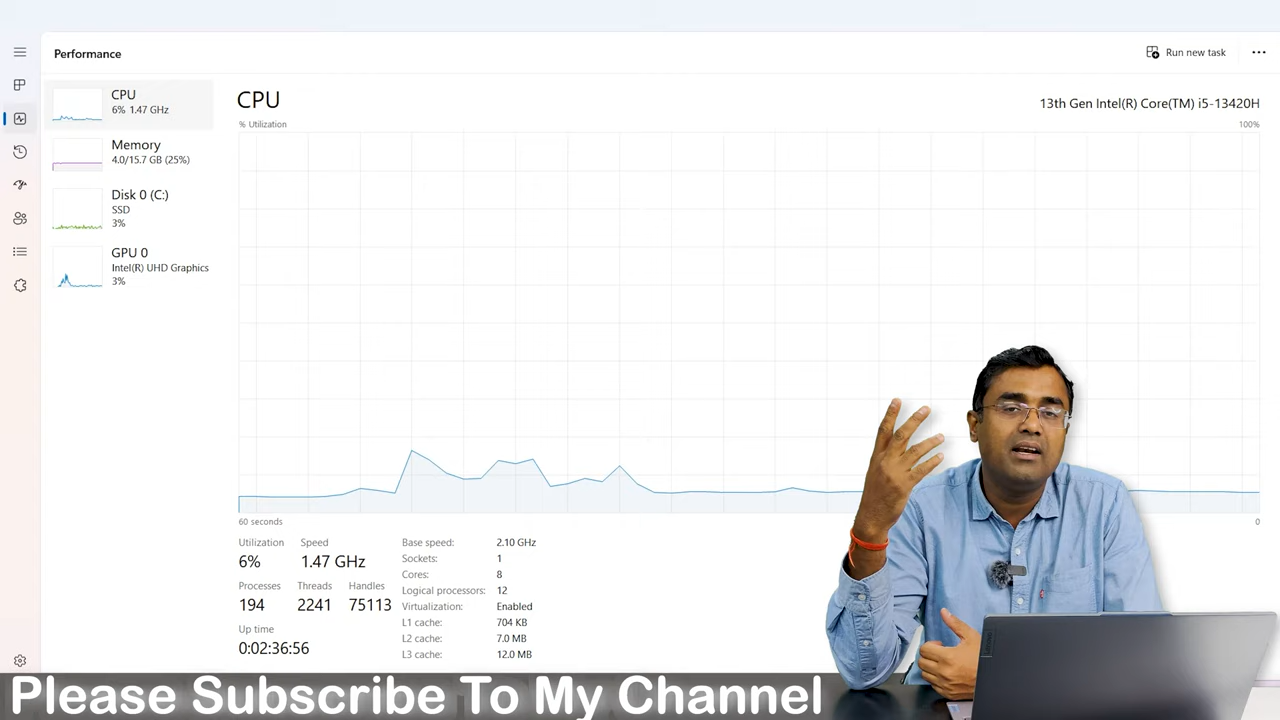 Performance
Run new task
CPU
6% 1.47 GHz
Memory
4.0/15.7 GB (25%)
Disk 0 (C:)
SSD
3%
GPU 0
Intel(R) UHD Graphics
3%
CPU
13th Gen Intel(R) Core(TM) i5-13420H
% Utilization
100%
60 seconds
0
Utilization Speed
6% 1.47 GHz
Processes Threads Handles
194 2241 75113
Up time
0:02:36:56
Base speed: 2.10 GHz
Sockets: 1
Cores: 8
Logical processors: 12
Virtualization: Enabled
L1 cache: 704 KB
L2 cache: 7.0 MB
L3 cache: 12.0 MB
Lenovo
Please Subscribe To My Channel